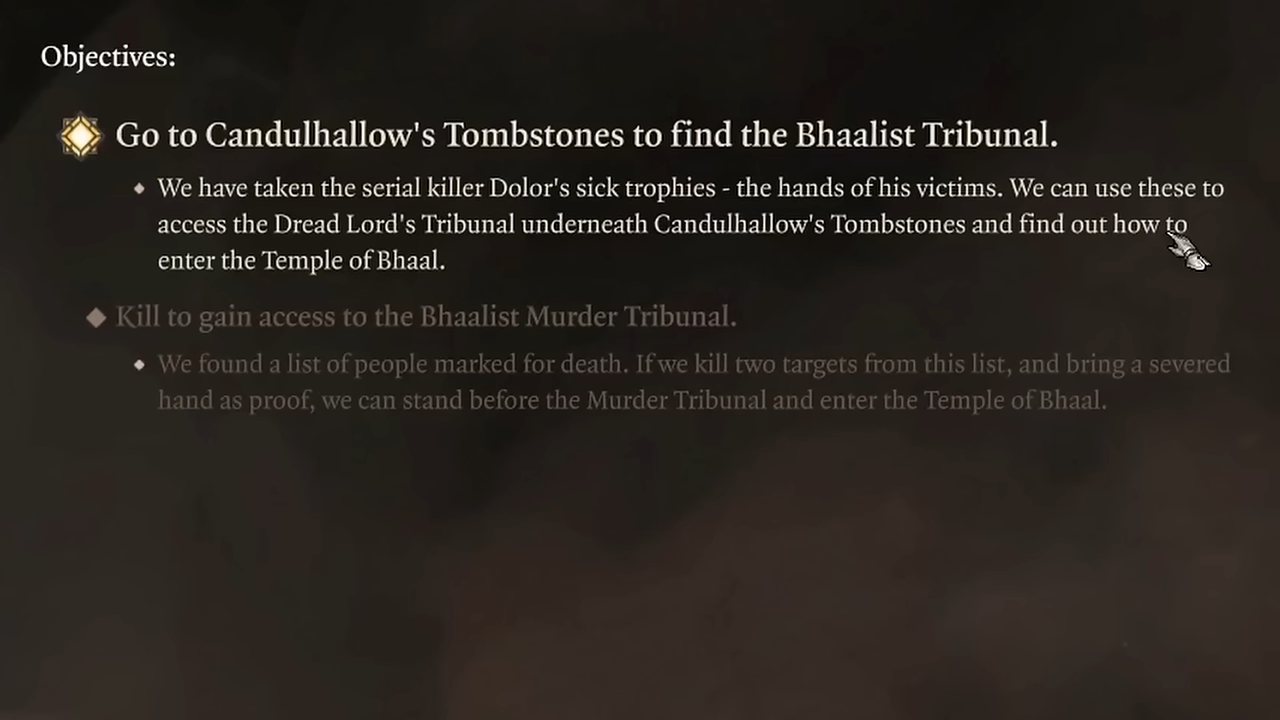 Objectives:
Go to Candulhallow's Tombstones to find the Bhaalist Tribunal.
We have taken the serial killer Dolor's sick trophies - the hands of his victims. We can use these to
access the Dread Lord's Tribunal underneath Candulhallow's Tombstones and find out how to
enter the Temple of Bhaal.
Kill to gain access to the Bhaalist Murder Tribunal.
We found a list of people marked for death. If we kill two targets from this list, and bring a severed
hand as proof, we can stand before the Murder Tribunal and enter the Temple of Bhaal.